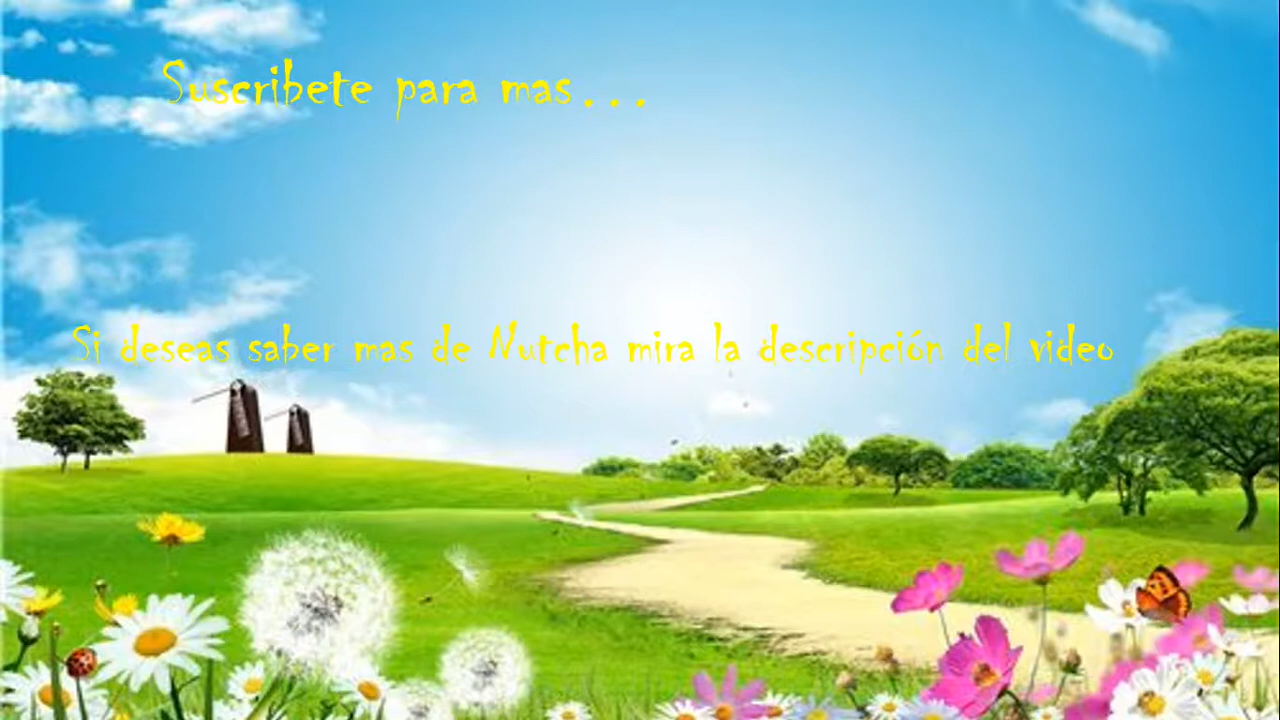 Suscribete para mas...
Si deseas saber mas de Nutcha mira la descripción del video